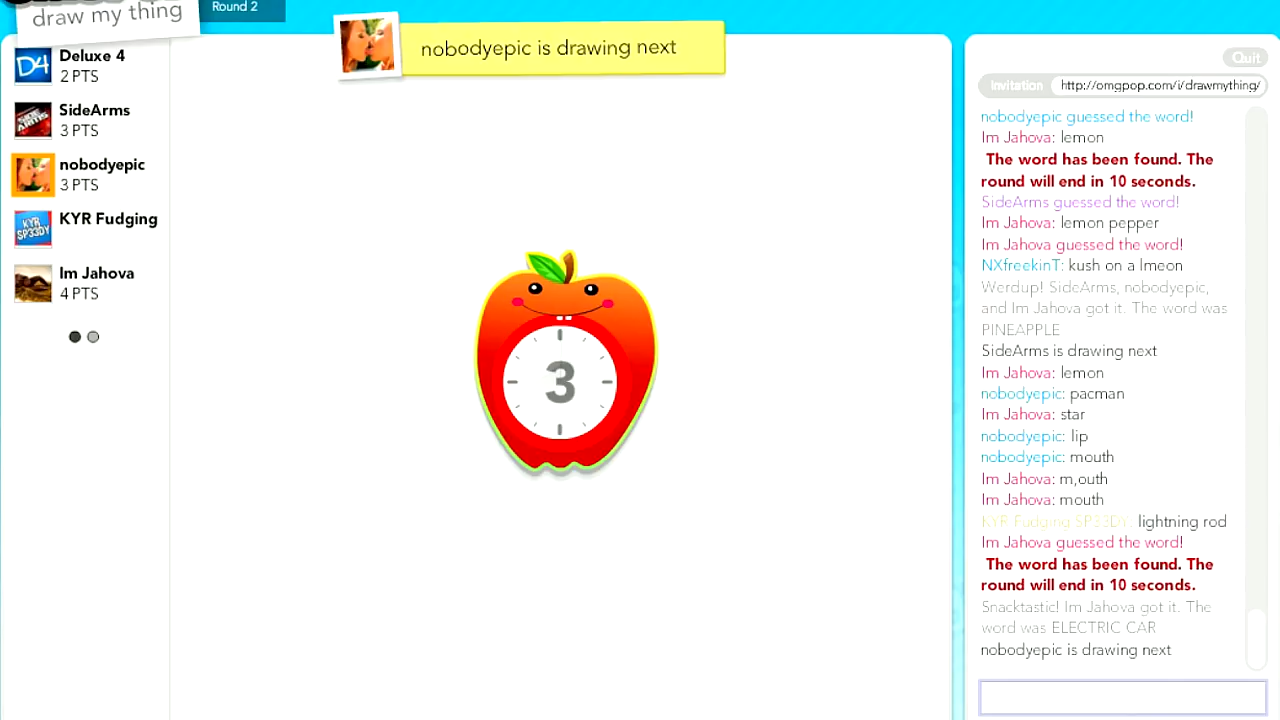 draw my thing
Round 2
nobodyepic is drawing next
D4
Deluxe 4
2 PTS
SIDE ARMS
SideArms
3 PTS
nobodyepic
3 PTS
KYR SP33DY
KYR Fudging
Im Jahova
4 PTS
3
Quit
Invitation http://omgpop.com/i/drawmything/
nobodyepic guessed the word!
Im Jahova: lemon
The word has been found. The
round will end in 10 seconds.
SideArms guessed the word!
Im Jahova: lemon pepper
Im Jahova guessed the word!
NXfreekinT: kush on a lmeon
Werdup! SideArms, nobodyepic,
and Im Jahova got it. The word was
PINEAPPLE
SideArms is drawing next
Im Jahova: lemon
nobodyepic: pacman
Im Jahova: star
nobodyepic: lip
nobodyepic: mouth
Im Jahova: m,outh
Im Jahova: mouth
KYR Fudging SP33DY: lightning rod
Im Jahova guessed the word!
The word has been found. The
round will end in 10 seconds.
Snacktastic! Im Jahova got it. The
word was ELECTRIC CAR
nobodyepic is drawing next